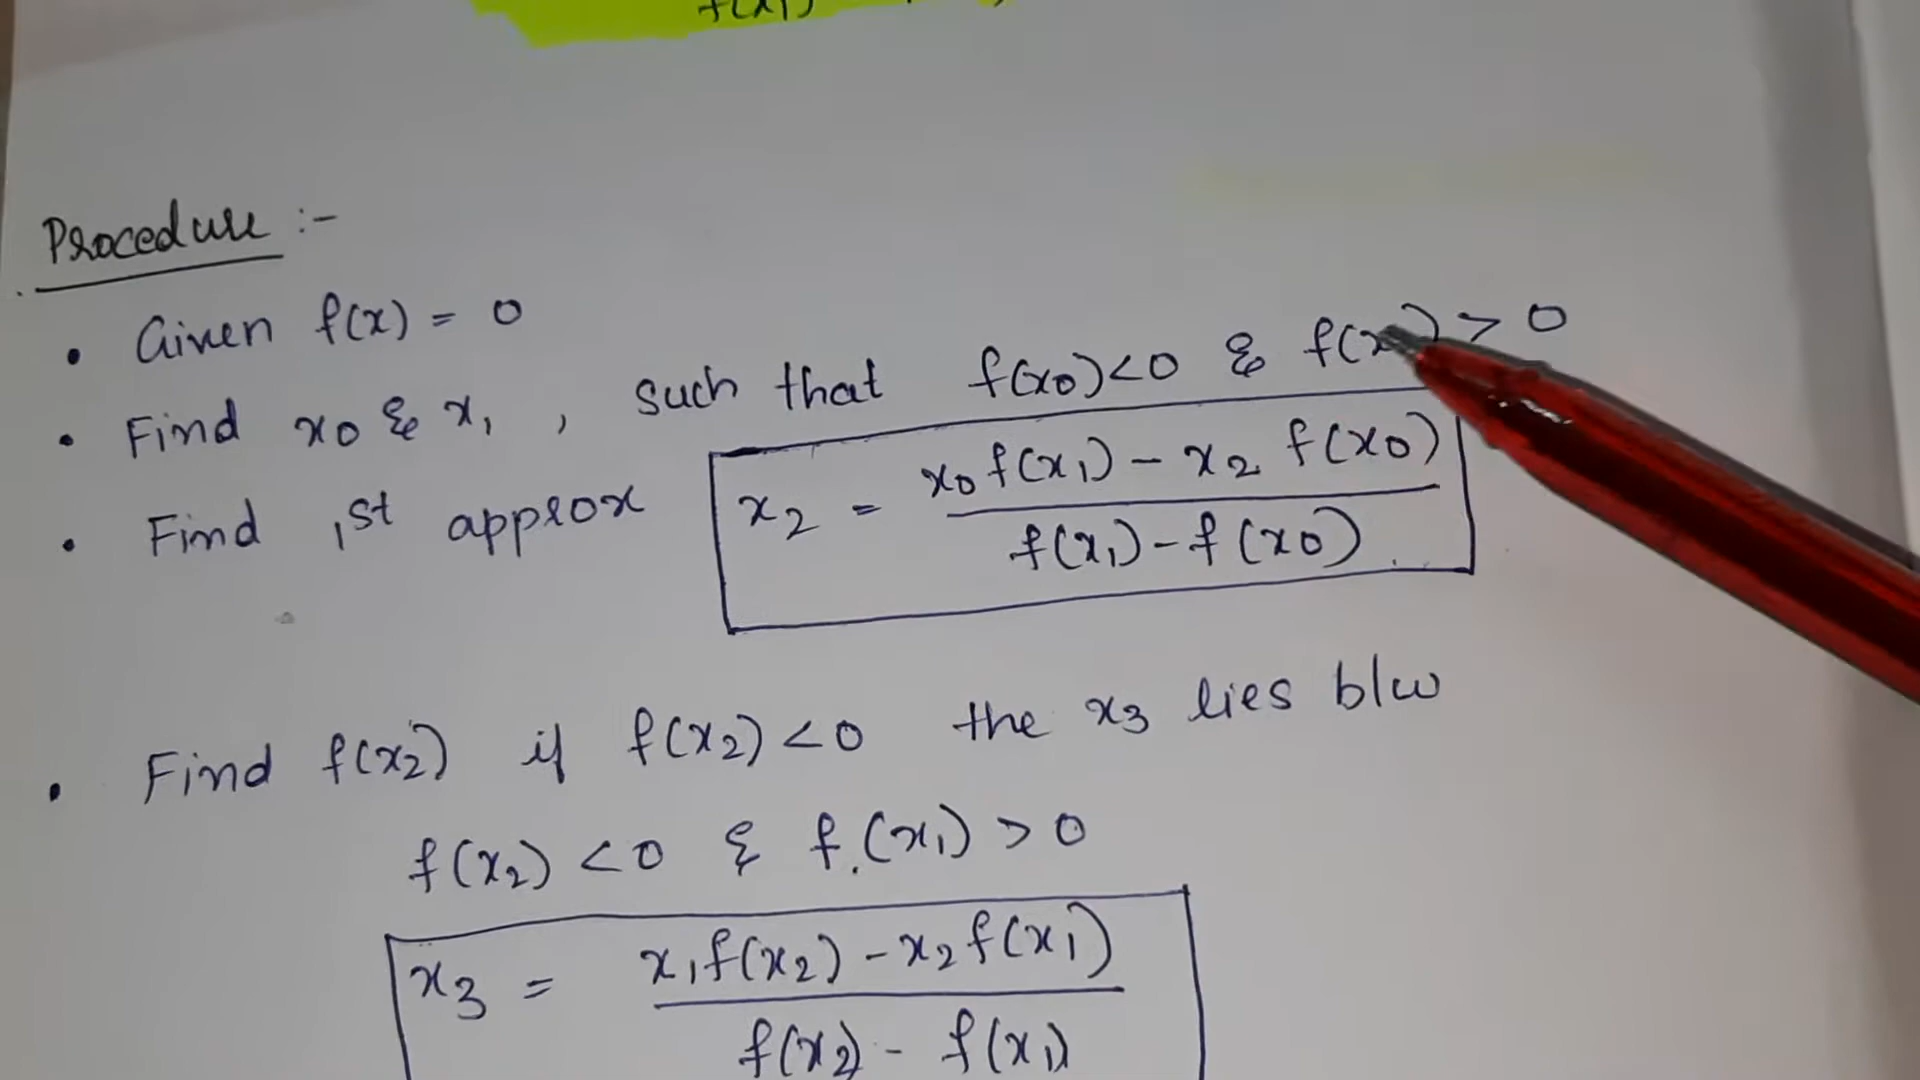 Procedure :-
• Given f(x) = 0
• Find x0 & x1 , such that f(x0)<0 & f(x > 0
• Find 1st approx x2 = x0 f(x1) - x2 f(x0) / f(x1) - f(x0)
• Find f(x2) if f(x2) < 0 the x3 lies b/w
f(x2) < 0 & f.(x1) > 0
x3 = x1 f(x2) - x2 f(x1) / f(x2) - f(x1)